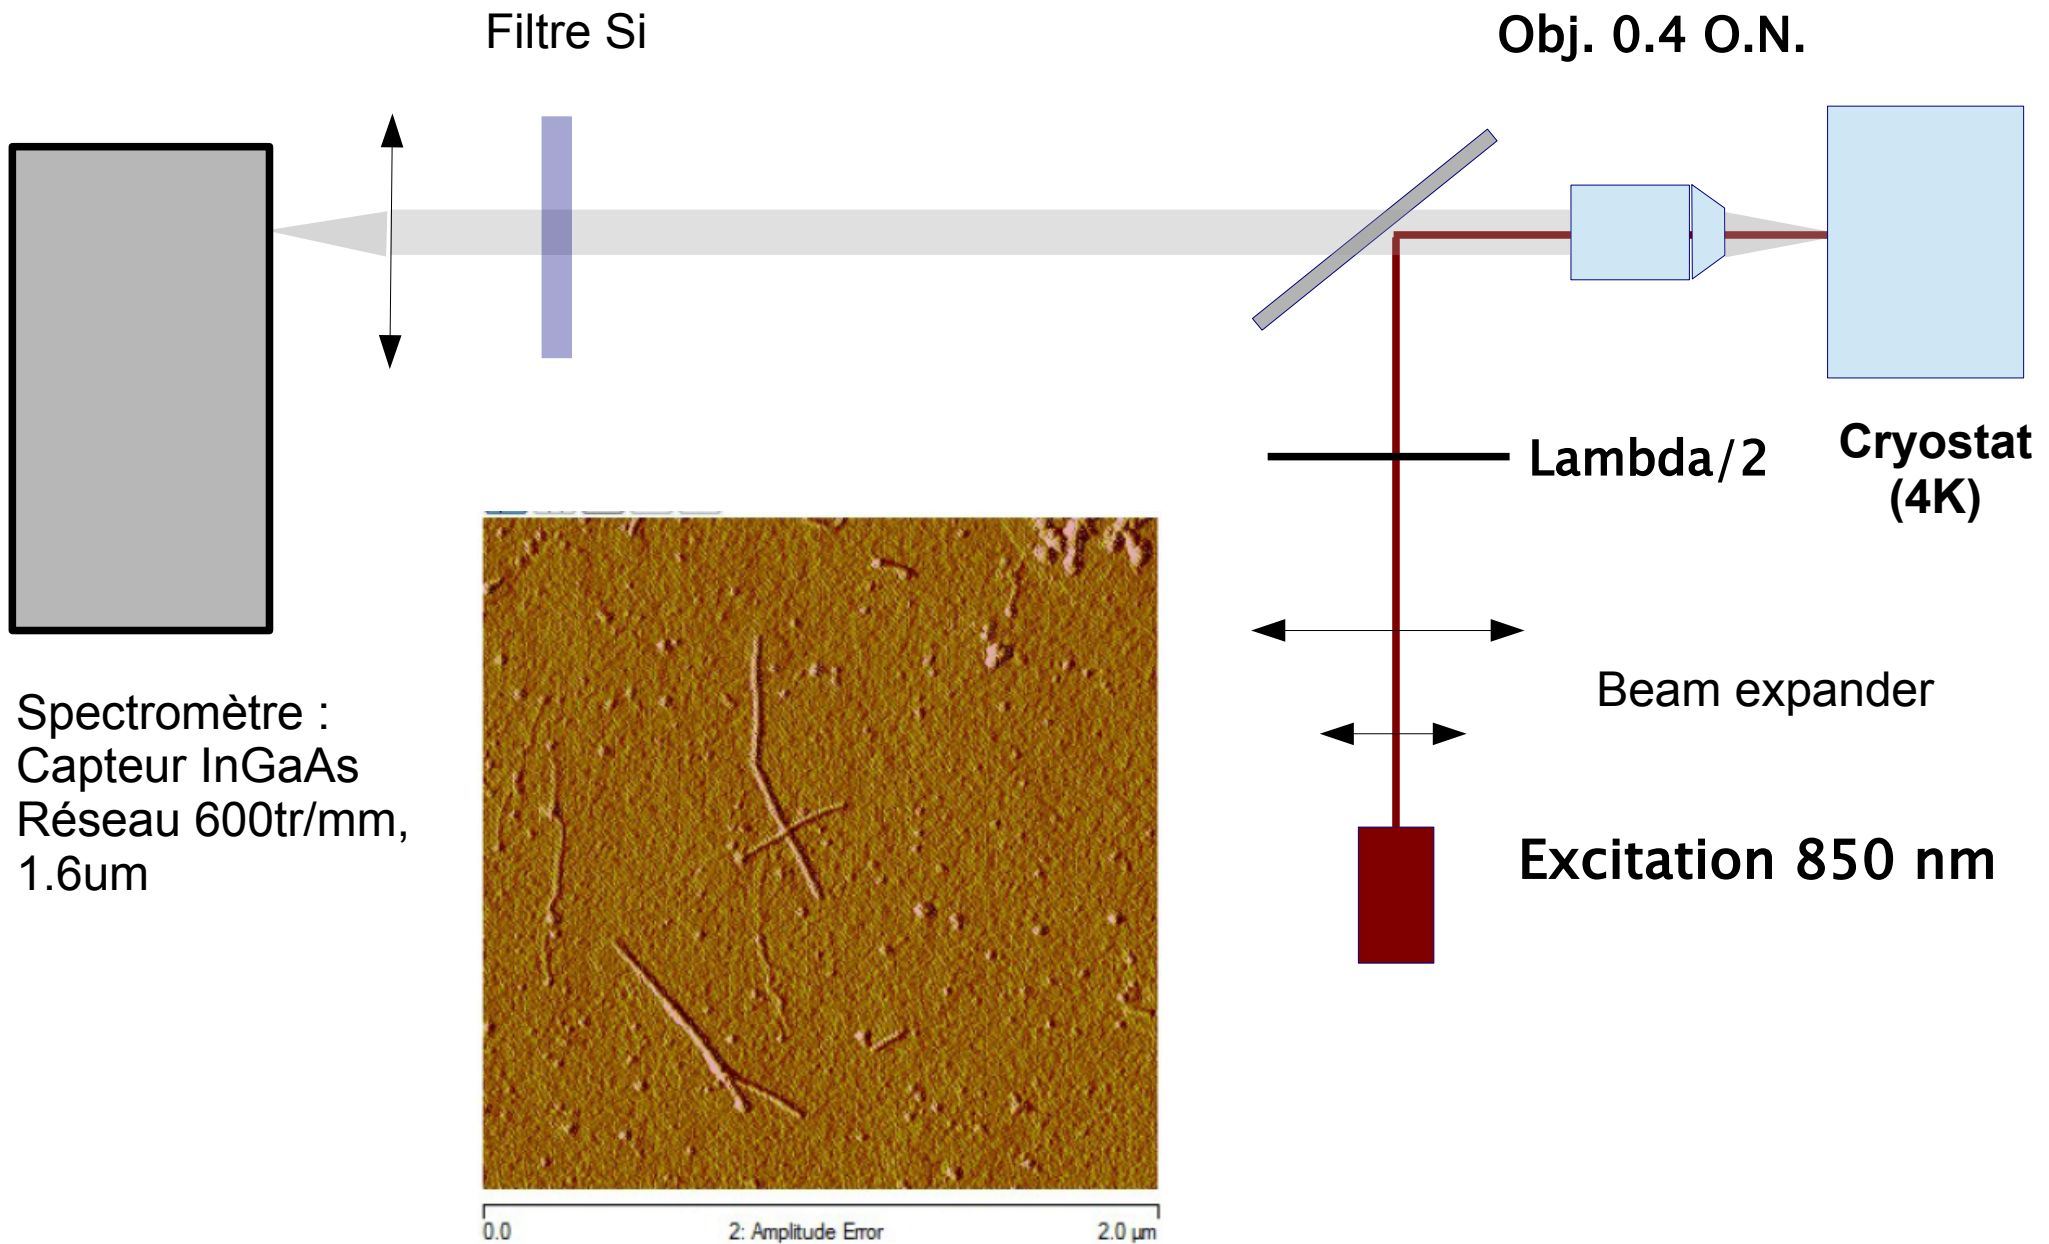 Filtre Si
Obj. 0.4 O.N.
Lambda/2
Cryostat
(4K)
Beam expander
Spectromètre :
Capteur InGaAs
Réseau 600tr/mm,
1.6um
Excitation 850 nm
0.0 2: Amplitude Error 2.0 µm